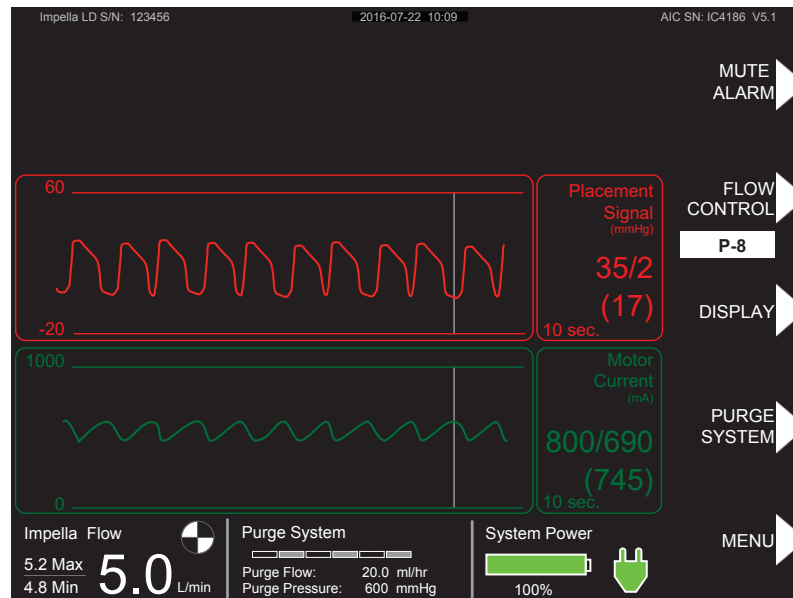 Impella LD S/N: 123456
2016-07-22 10:09
AIC SN: IC4186 V5.1
MUTE
ALARM
60
Placement
Signal
(mmHg)
35/2
(17)
10 sec.
-20
FLOW
CONTROL
P-8
DISPLAY
1000
Motor
Current
(mA)
800/690
(745)
10 sec.
0
PURGE
SYSTEM
Impella Flow
5.2 Max
4.8 Min
5.0 L/min
Purge System
Purge Flow: 20.0 ml/hr
Purge Pressure: 600 mmHg
System Power
100%
MENU